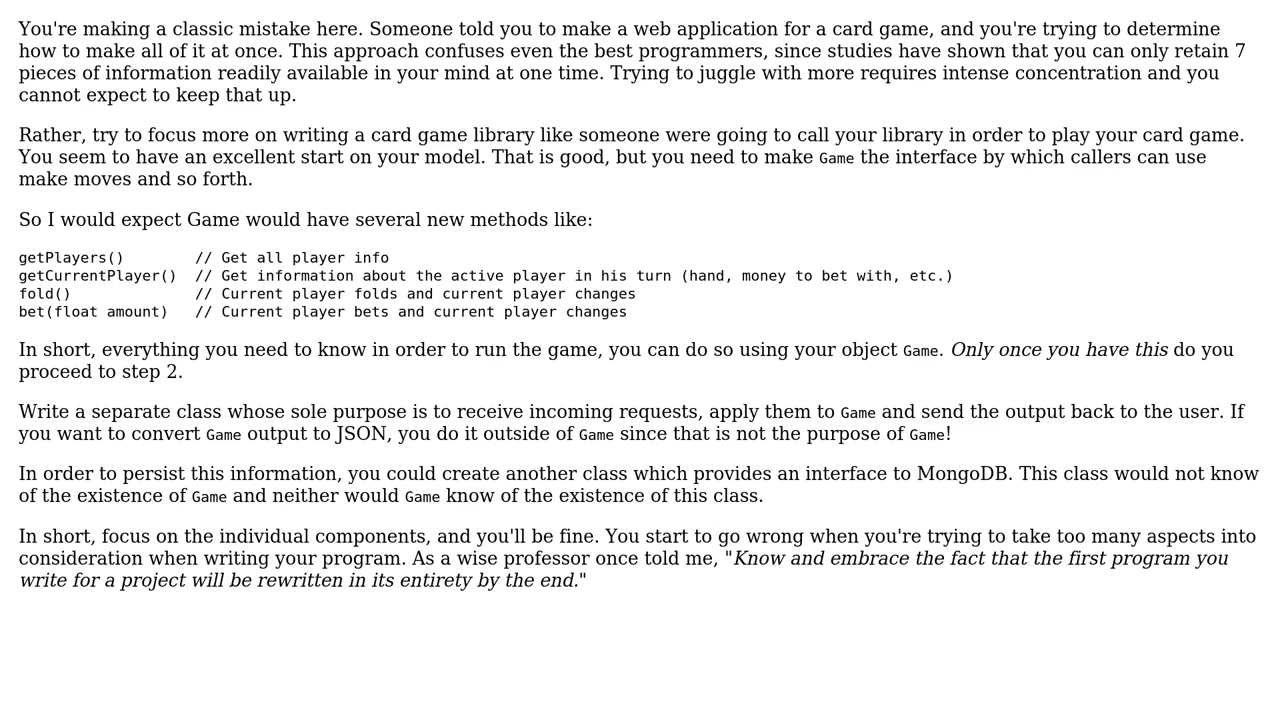 You're making a classic mistake here. Someone told you to make a web application for a card game, and you're trying to determine
how to make all of it at once. This approach confuses even the best programmers, since studies have shown that you can only retain 7
pieces of information readily available in your mind at one time. Trying to juggle with more requires intense concentration and you
cannot expect to keep that up.
Rather, try to focus more on writing a card game library like someone were going to call your library in order to play your card game.
You seem to have an excellent start on your model. That is good, but you need to make Game the interface by which callers can use
make moves and so forth.
So I would expect Game would have several new methods like:
getPlayers()        // Get all player info
getCurrentPlayer()  // Get information about the active player in his turn (hand, money to bet with, etc.)
fold()              // Current player folds and current player changes
bet(float amount)   // Current player bets and current player changes
In short, everything you need to know in order to run the game, you can do so using your object Game. Only once you have this do you
proceed to step 2.
Write a separate class whose sole purpose is to receive incoming requests, apply them to Game and send the output back to the user. If
you want to convert Game output to JSON, you do it outside of Game since that is not the purpose of Game!
In order to persist this information, you could create another class which provides an interface to MongoDB. This class would not know
of the existence of Game and neither would Game know of the existence of this class.
In short, focus on the individual components, and you'll be fine. You start to go wrong when you're trying to take too many aspects into
consideration when writing your program. As a wise professor once told me, "Know and embrace the fact that the first program you
write for a project will be rewritten in its entirety by the end."